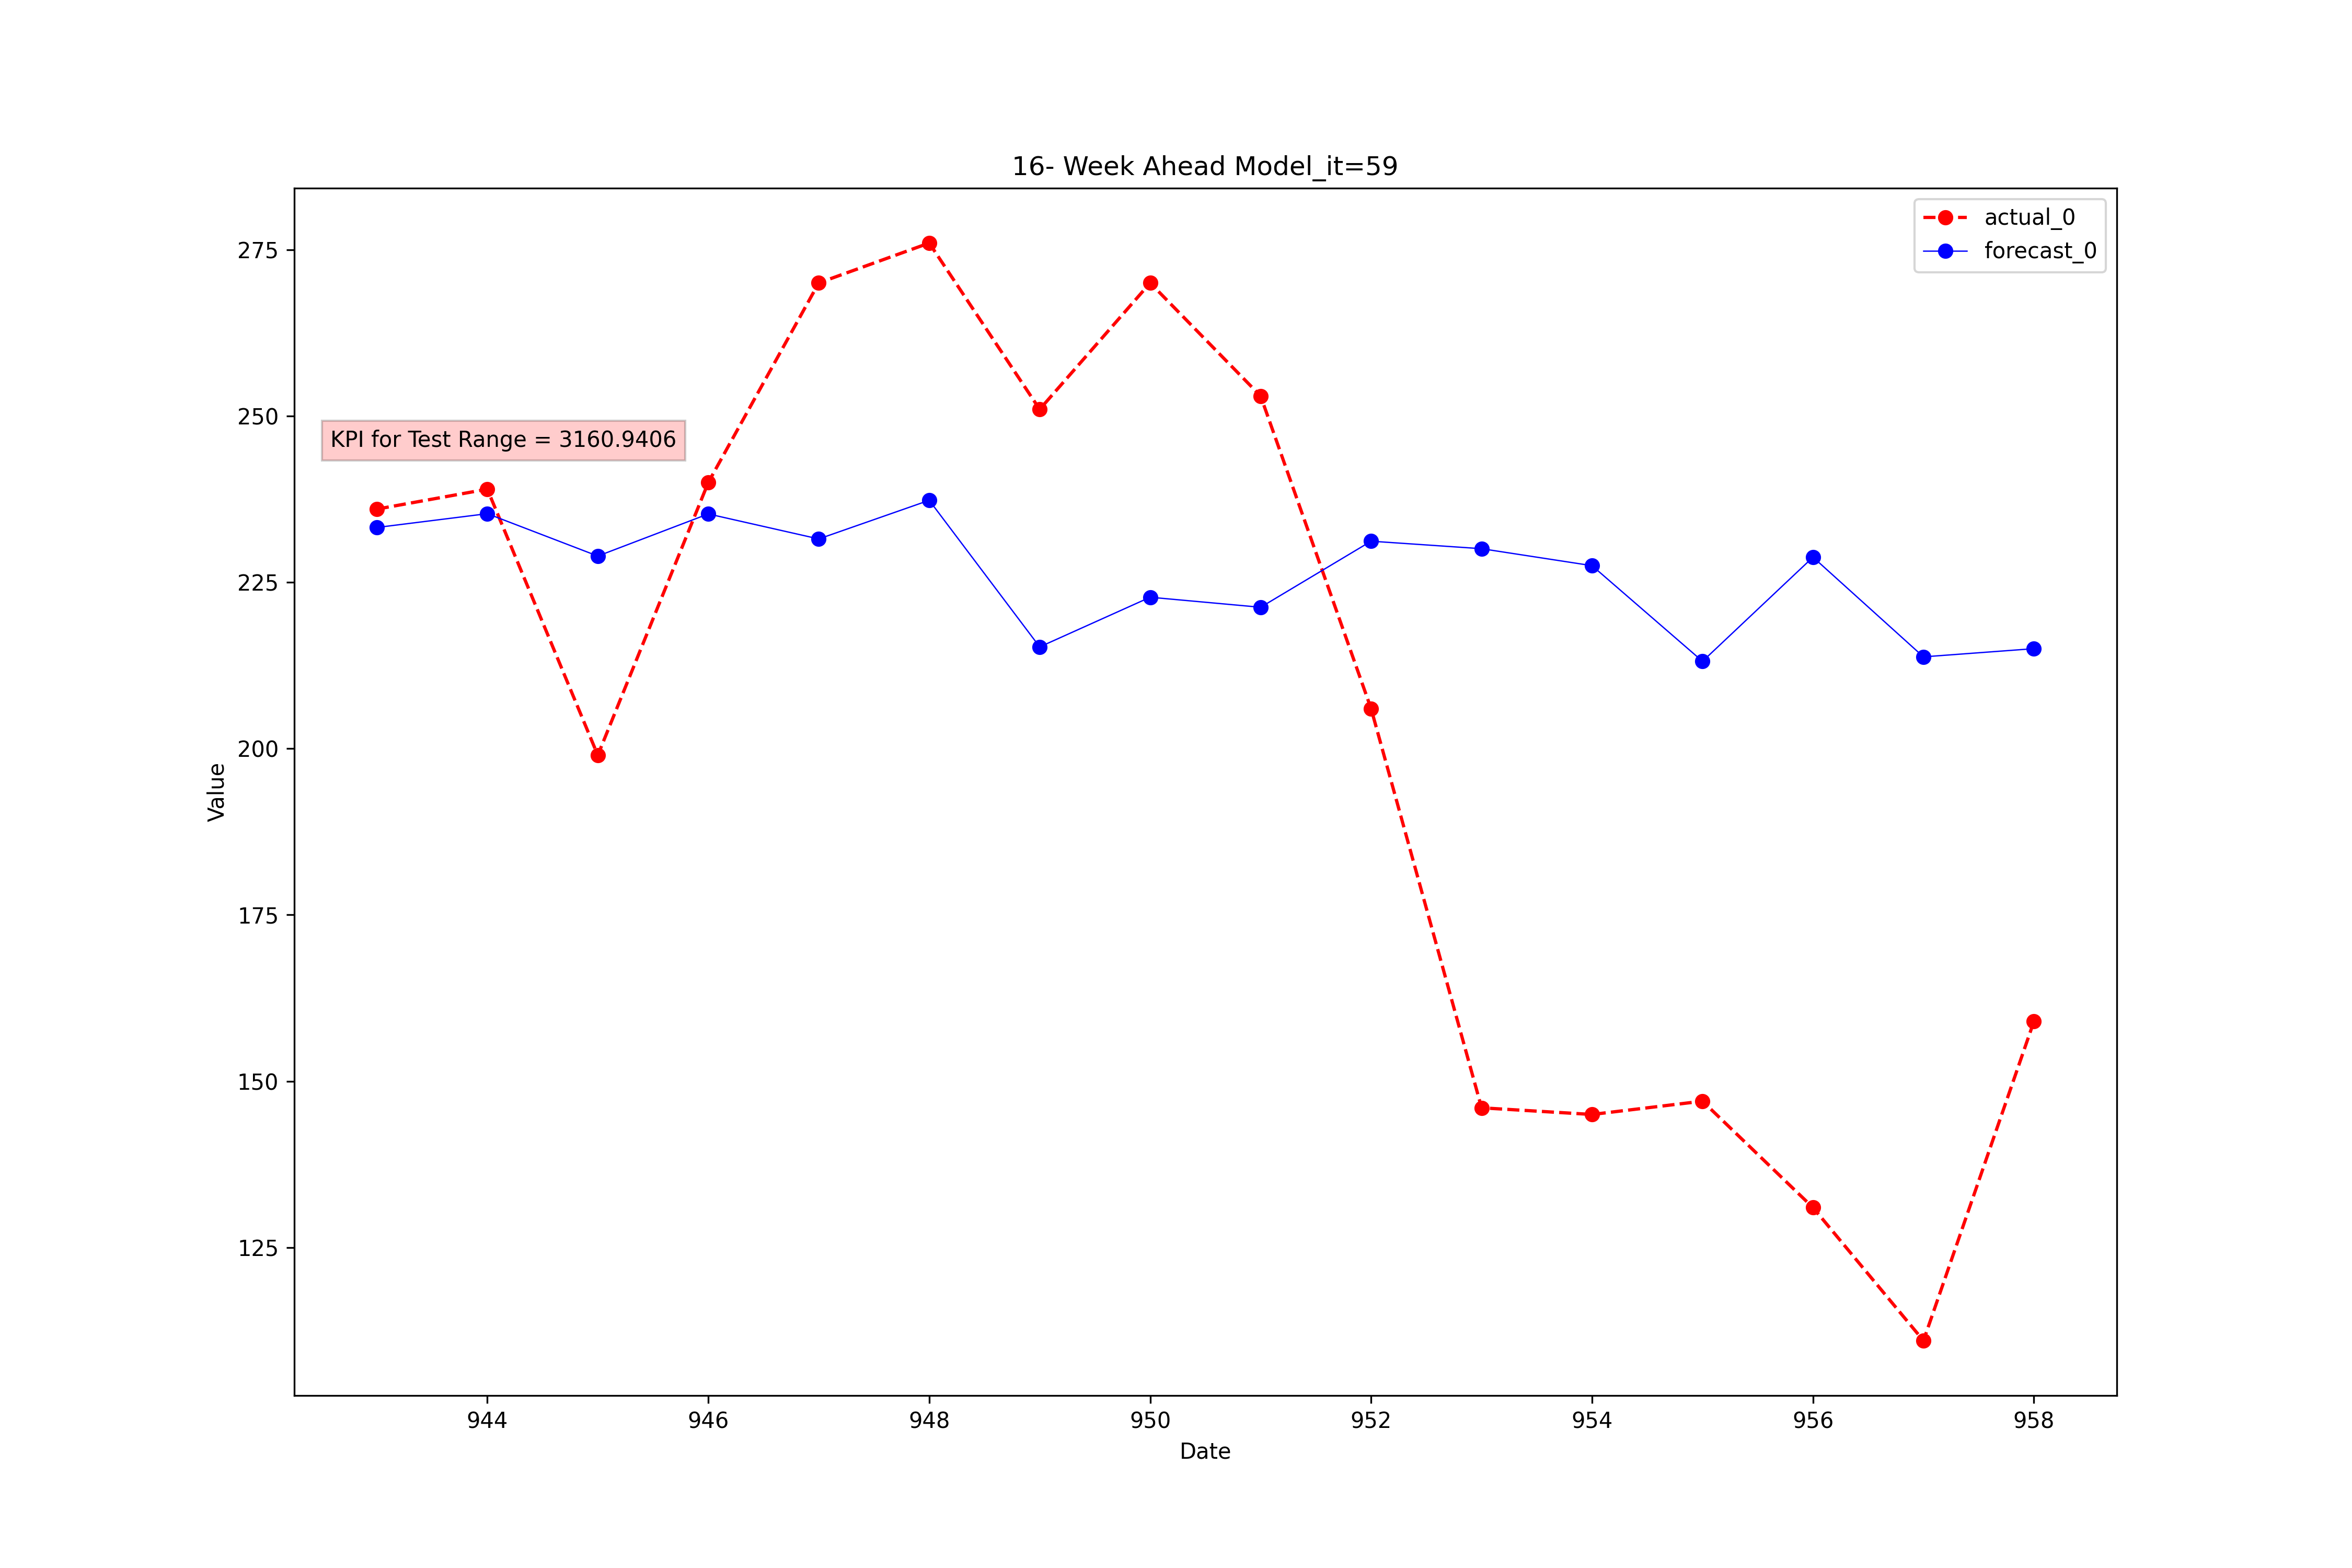 16- Week Ahead Model_it=59
actual_0
forecast_0
KPI for Test Range = 3160.9406
275
250
225
200
175
150
125
Value
944 946 948 950 952 954 956 958
Date